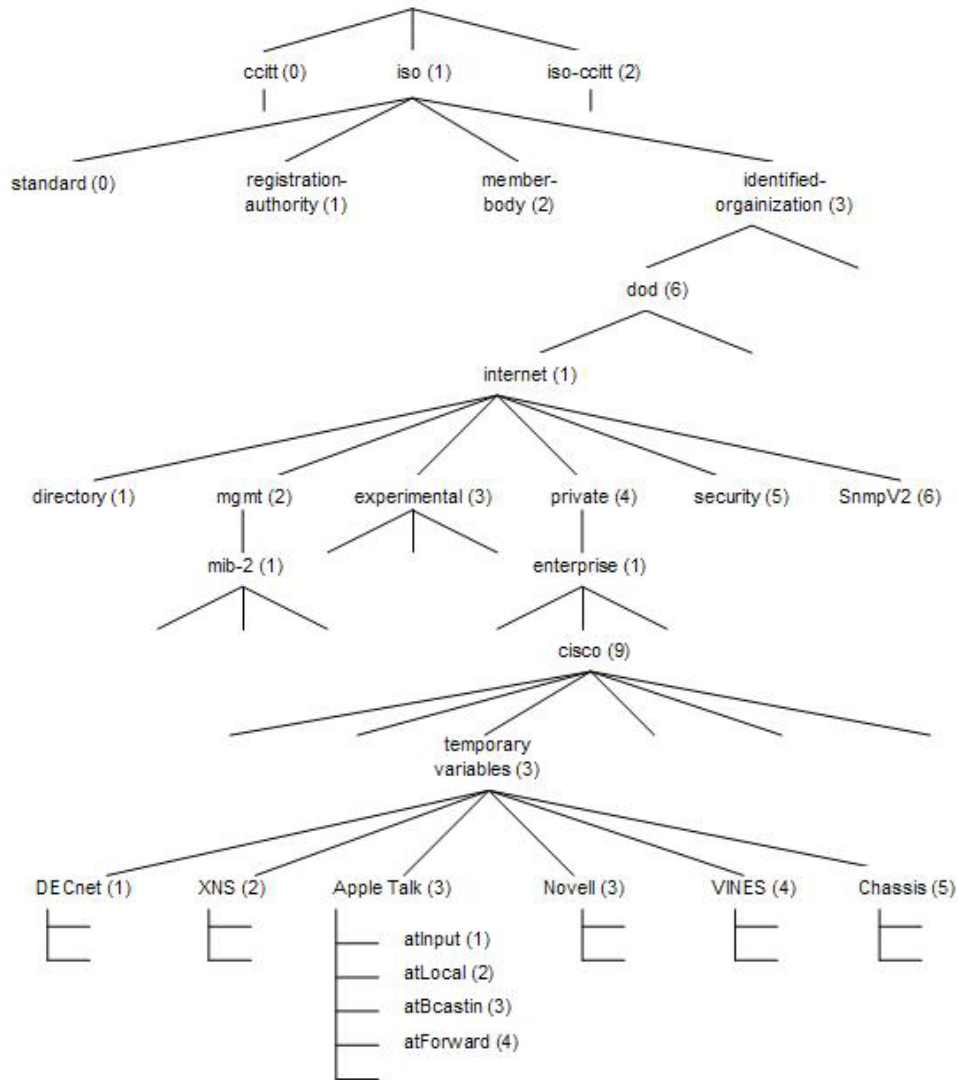 ccitt (0)
iso (1)
iso-ccitt (2)
standard (0)
registration-
authority (1)
member-
body (2)
identified-
orgainization (3)
dod (6)
internet (1)
directory (1)
mgmt (2)
experimental (3)
private (4)
security (5)
SnmpV2 (6)
mib-2 (1)
enterprise (1)
cisco (9)
temporary
variables (3)
DECnet (1)
XNS (2)
Apple Talk (3)
Novell (3)
VINES (4)
Chassis (5)
atInput (1)
atLocal (2)
atBcastin (3)
atForward (4)